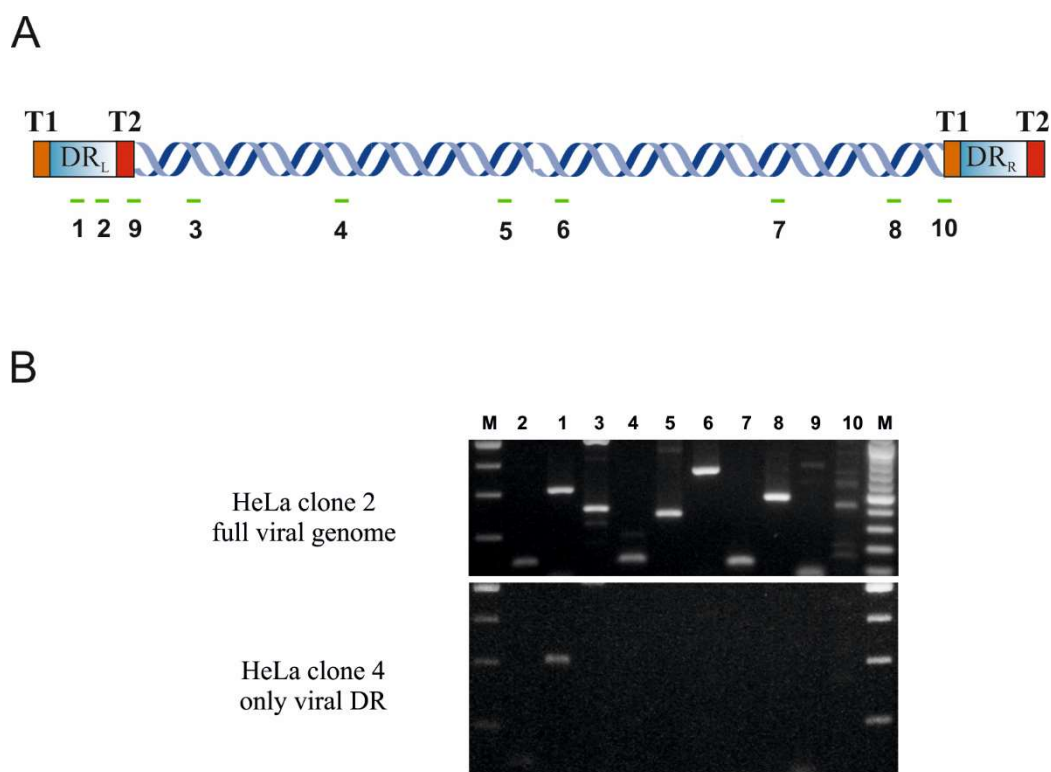 A
T1 T2 T1 T2
DRL DRR
1 2 9 3 4 5 6 7 8 10
B
M 2 1 3 4 5 6 7 8 9 10 M
HeLa clone 2
full viral genome
HeLa clone 4
only viral DR